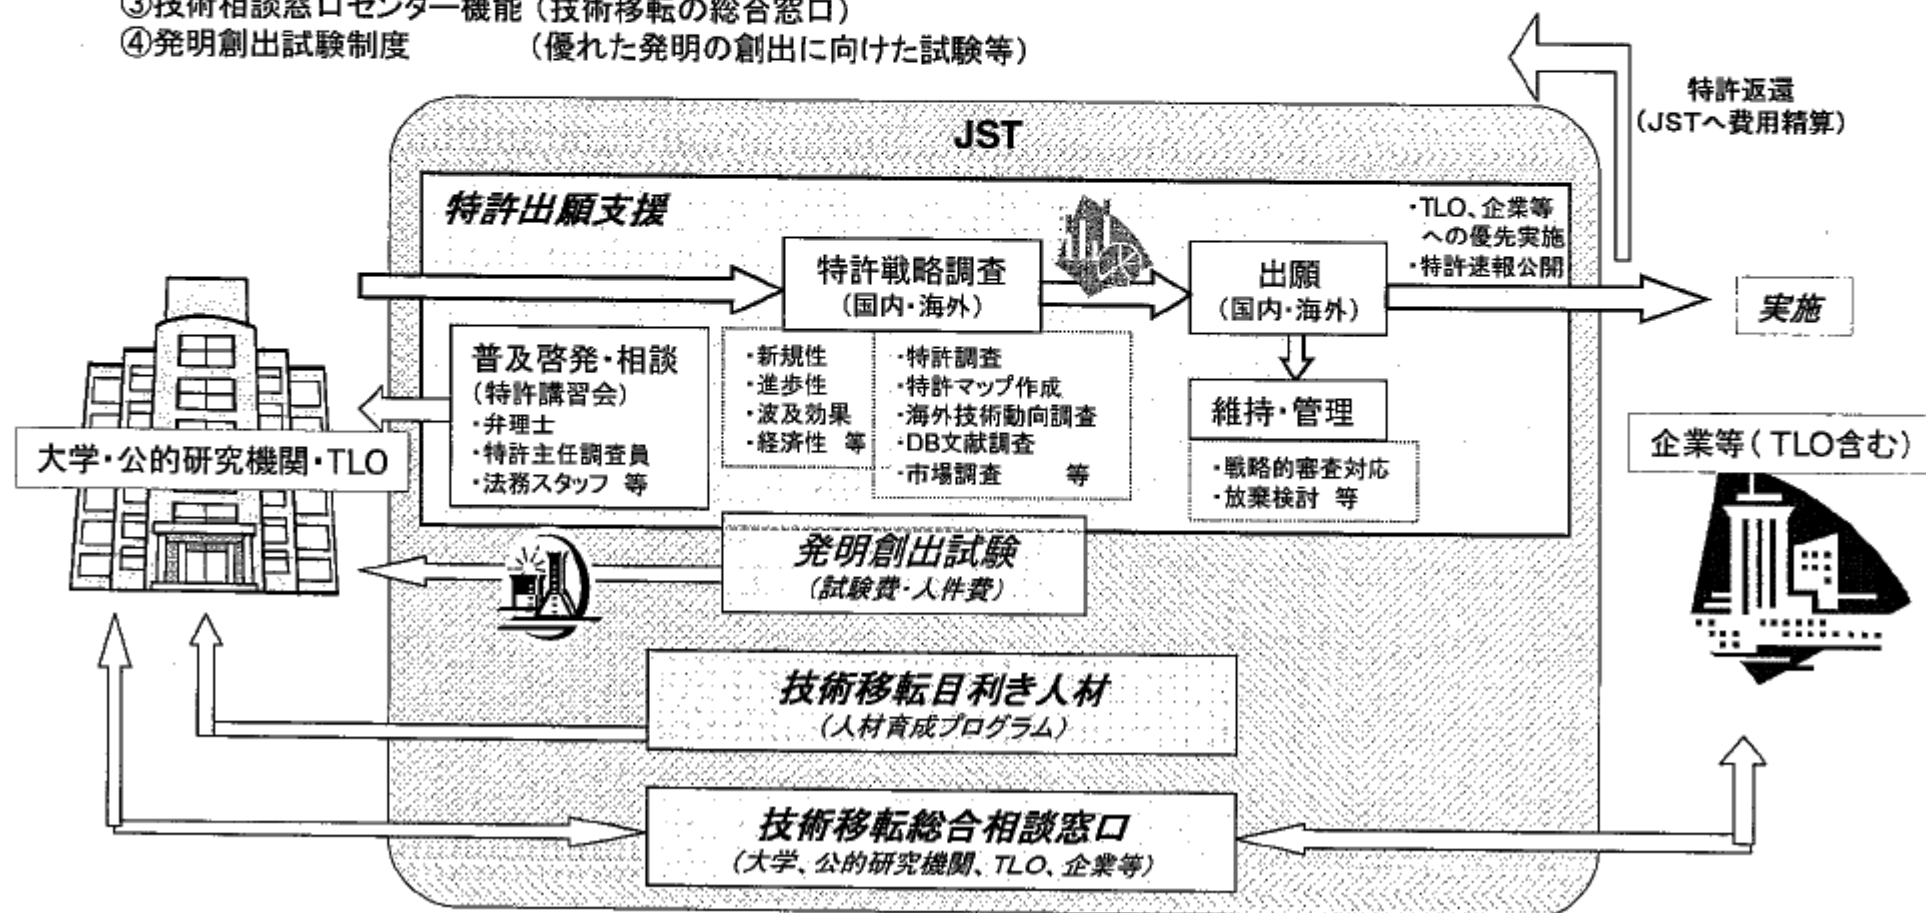 ③技術相談窓口センター機能 (技術移転の総合窓口)
④発明創出試験制度 (優れた発明の創出に向けた試験等)
特許返還
(JSTへ費用精算)
JST
特許出願支援
・TLO、企業等
への優先実施
・特許速報公開
特許戦略調査
(国内・海外)
出願
(国内・海外)
実施
普及啓発・相談
(特許講習会)
・弁理士
・特許主任調査員
・法務スタッフ 等
・新規性
・進歩性
・波及効果
・経済性 等
・特許調査
・特許マップ作成
・海外技術動向調査
・DB文献調査
・市場調査 等
維持・管理
・戦略的審査対応
・放棄検討 等
大学・公的研究機関・TLO
企業等(TLO含む)
発明創出試験
(試験費・人件費)
技術移転目利き人材
(人材育成プログラム)
技術移転総合相談窓口
(大学、公的研究機関、TLO、企業等)